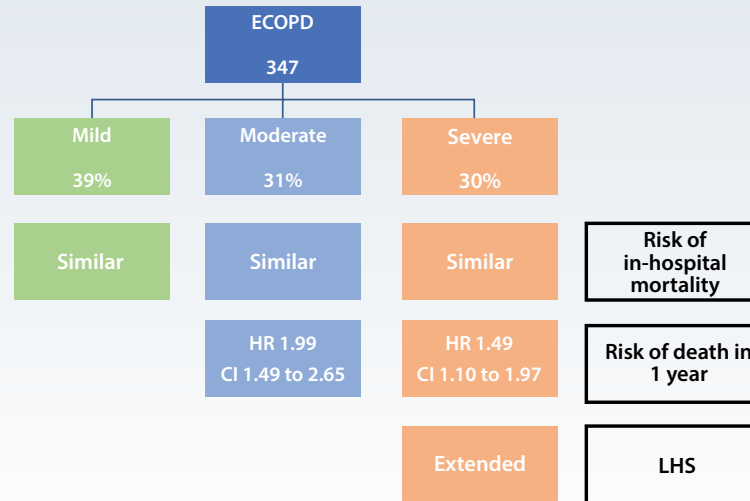 ECOPD
347
Mild
39%
Moderate
31%
Severe
30%
Similar
Similar
Similar
Risk of
in-hospital
mortality
HR 1.99
CI 1.49 to 2.65
HR 1.49
CI 1.10 to 1.97
Risk of death in
1 year
Extended
LHS